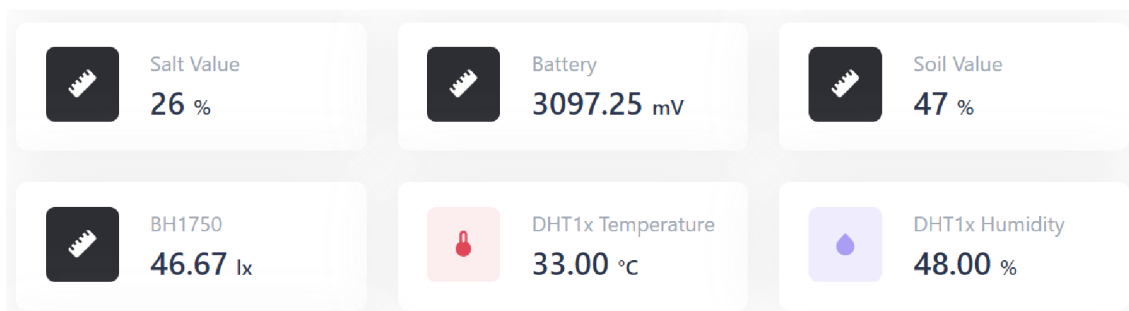 Salt Value
26 %
Battery
3097.25 mV
Soil Value
47 %
BH1750
46.67 lx
DHT1x Temperature
33.00 °C
DHT1x Humidity
48.00 %